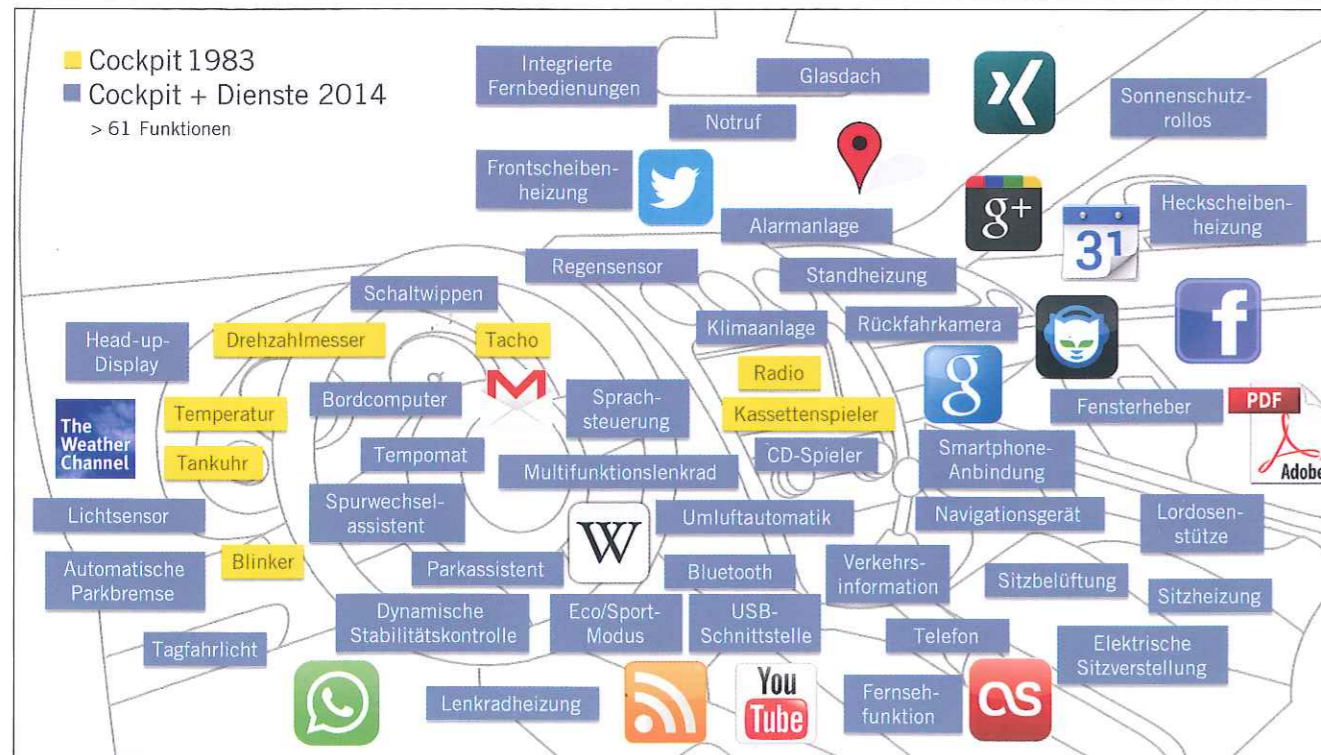 Cockpit 1983
Cockpit + Dienste 2014
> 61 Funktionen
Integrierte
Fernbedienungen
Glasdach
Sonnenschutz-
rollos
Notruf
Frontscheiben-
heizung
g+
Heckscheiben-
heizung
Alarmanlage
31
Regensensor
Standheizung
Schaltwippen
Head-up-
Display
Drehzahlmesser
Tacho
Klimaanlage
Rückfahrkamera
f
Radio
g
Bordcomputer
Sprach-
steuerung
Temperatur
Kassettenspieler
Fensterheber
PDF
Adobe
The
Weather
Channel
Tankuhr
Tempomat
Multifunktionslenkrad
CD-Spieler
Smartphone-
Anbindung
Lichtsensor
Spurwechsel-
assistent
W
Umluftautomatik
Navigationsgerät
Lordosen-
stütze
Automatische
Parkbremse
Blinker
Parkassistent
Bluetooth
Verkehrs-
information
Sitzbelüftung
Sitzheizung
Dynamische
Stabilitätskontrolle
Eco/Sport-
Modus
USB-
Schnittstelle
Telefon
Elektrische
Sitzverstellung
Tagfahrlicht
Lenkradheizung
You
Tube
Fernseh-
funktion
as